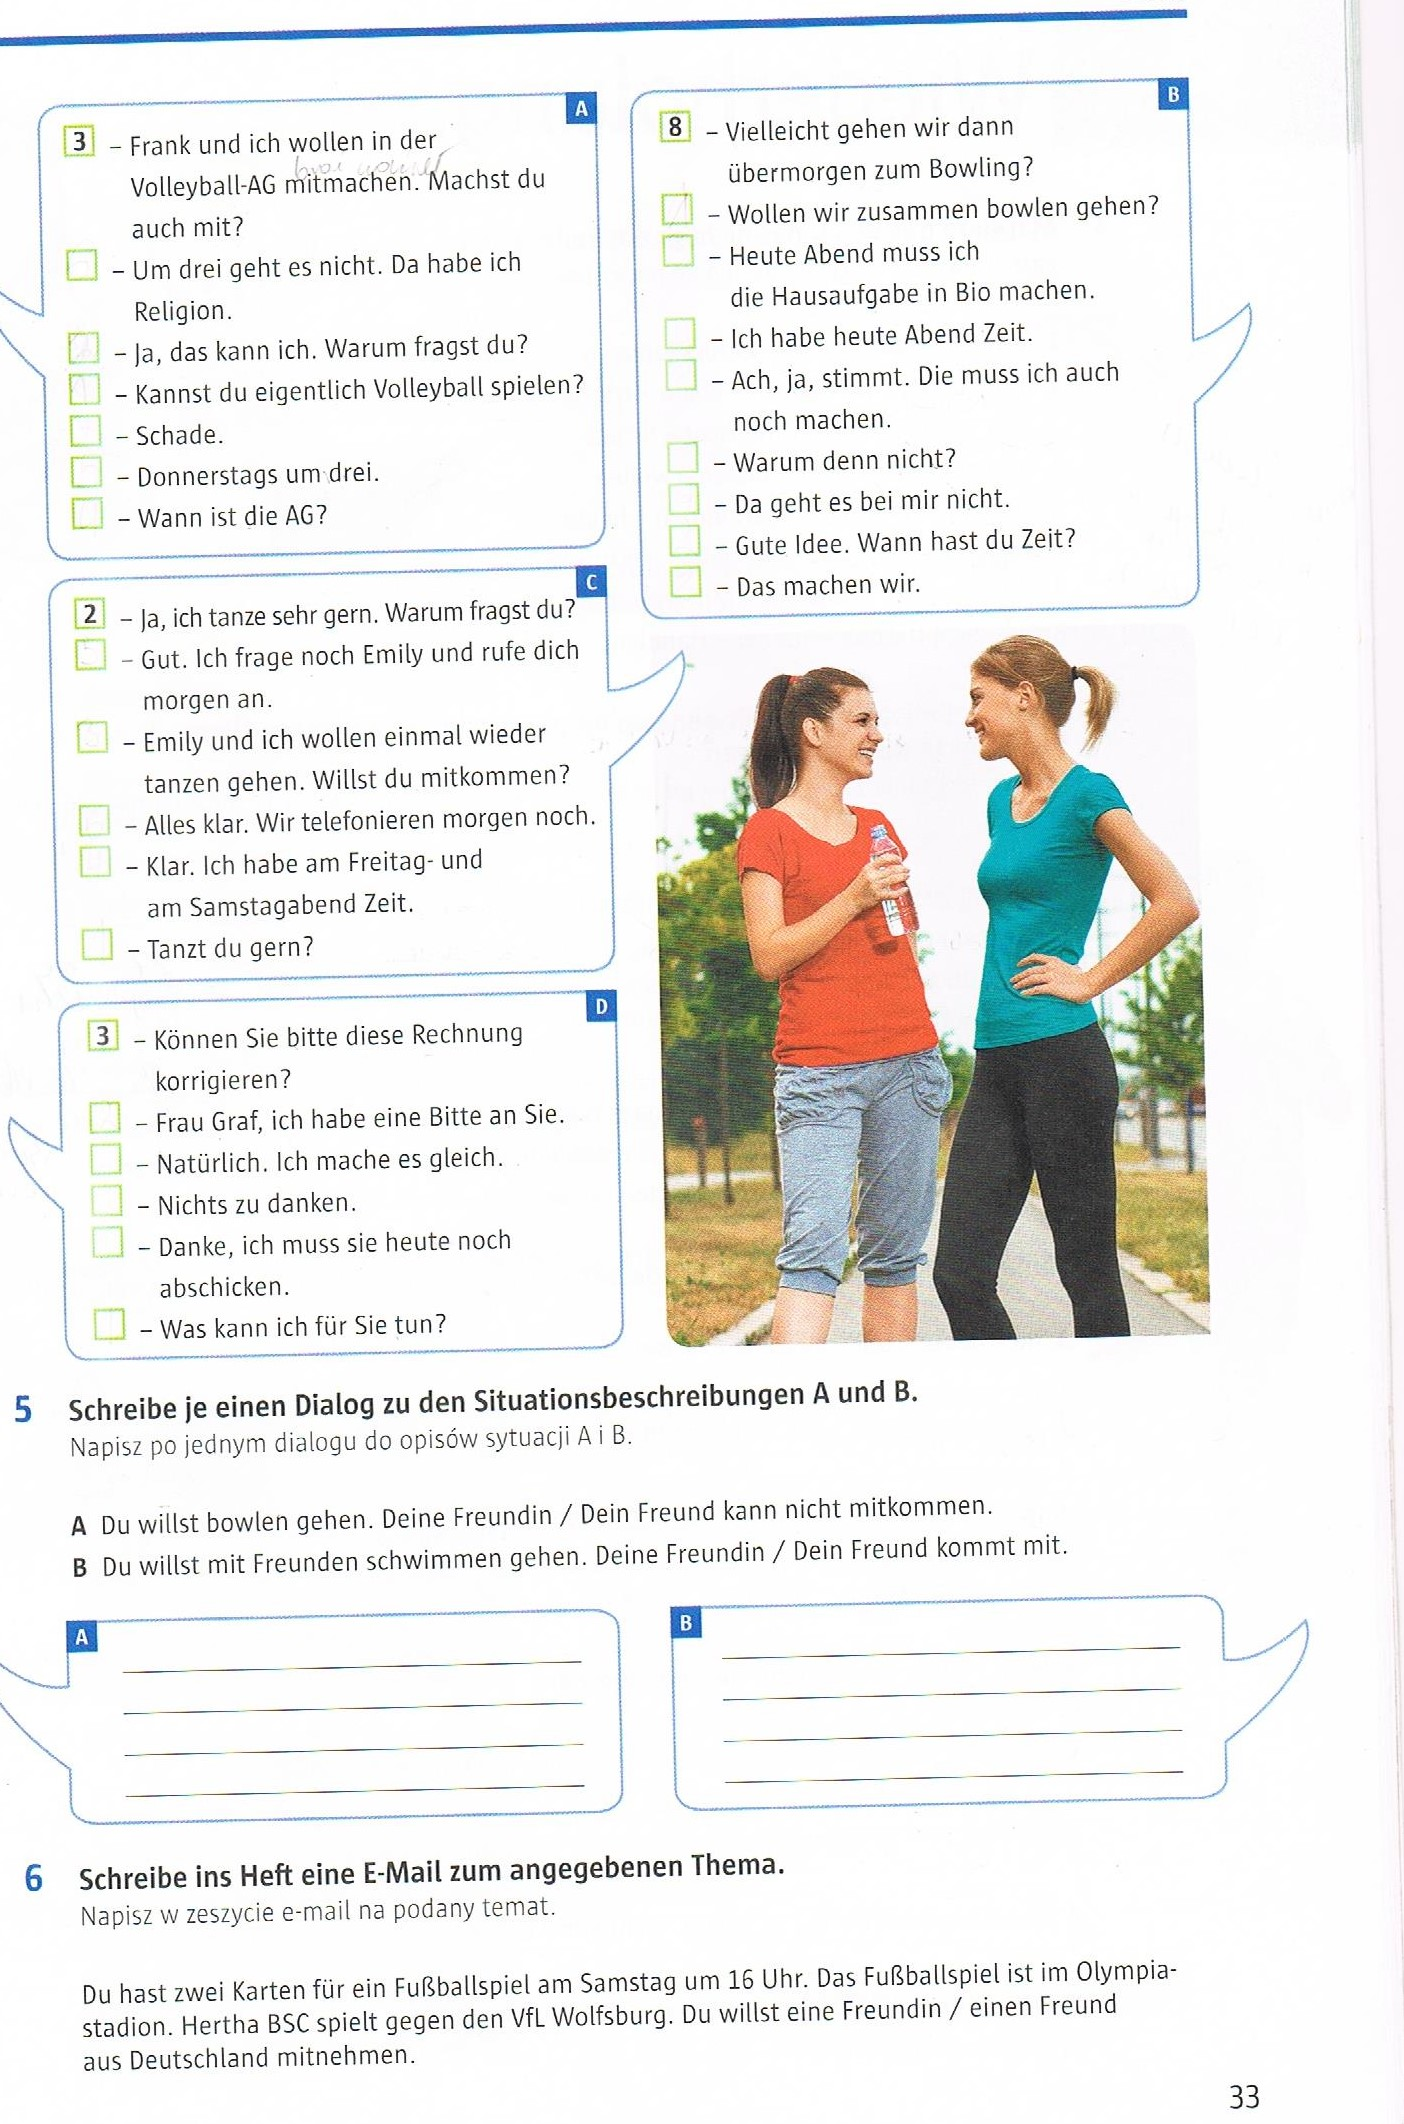 A
3 – Frank und ich wollen in der
Volleyball-AG mitmachen. Machst du
auch mit?
– Um drei geht es nicht. Da habe ich
Religion.
– Ja, das kann ich. Warum fragst du?
– Kannst du eigentlich Volleyball spielen?
– Schade.
– Donnerstags um drei.
– Wann ist die AG?
B
8 – Vielleicht gehen wir dann
übermorgen zum Bowling?
– Wollen wir zusammen bowlen gehen?
– Heute Abend muss ich
die Hausaufgabe in Bio machen.
– Ich habe heute Abend Zeit.
– Ach, ja, stimmt. Die muss ich auch
noch machen.
– Warum denn nicht?
– Da geht es bei mir nicht.
– Gute Idee. Wann hast du Zeit?
– Das machen wir.
C
2 – Ja, ich tanze sehr gern. Warum fragst du?
– Gut. Ich frage noch Emily und rufe dich
morgen an.
– Emily und ich wollen einmal wieder
tanzen gehen. Willst du mitkommen?
– Alles klar. Wir telefonieren morgen noch.
– Klar. Ich habe am Freitag- und
am Samstagabend Zeit.
– Tanzt du gern?
D
3 – Können Sie bitte diese Rechnung
korrigieren?
– Frau Graf, ich habe eine Bitte an Sie.
– Natürlich. Ich mache es gleich.
– Nichts zu danken.
– Danke, ich muss sie heute noch
abschicken.
– Was kann ich für Sie tun?
5 Schreibe je einen Dialog zu den Situationsbeschreibungen A und B.
Napisz po jednym dialogu do opisów sytuacji A i B.
A Du willst bowlen gehen. Deine Freundin / Dein Freund kann nicht mitkommen.
B Du willst mit Freunden schwimmen gehen. Deine Freundin / Dein Freund kommt mit.
A
B
6 Schreibe ins Heft eine E-Mail zum angegebenen Thema.
Napisz w zeszycie e-mail na podany temat.
Du hast zwei Karten für ein Fußballspiel am Samstag um 16 Uhr. Das Fußballspiel ist im Olympia-
stadion. Hertha BSC spielt gegen den VfL Wolfsburg. Du willst eine Freundin / einen Freund
aus Deutschland mitnehmen.
33